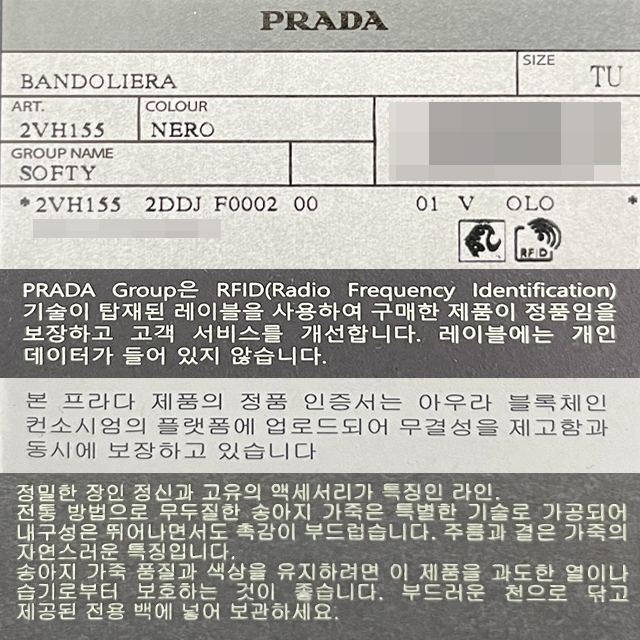 PRADA
SIZE
BANDOLIERA TU
ART. COLOUR
2VH155 NERO
GROUP NAME
SOFTY
*2VH155 2DDJ F0002 00 01 V OLO *
RFID
PRADA Group은 RFID(Radio Frequency Identification)
기술이 탑재된 레이블을 사용하여 구매한 제품이 정품임을
보장하고 고객 서비스를 개선합니다. 레이블에는 개인
데이터가 들어 있지 않습니다.
본 프라다 제품의 정품 인증서는 아우라 블록체인
컨소시엄의 플랫폼에 업로드되어 무결성을 제고함과
동시에 보장하고 있습니다
정밀한 장인 정신과 고유의 액세서리가 특징인 라인.
전통 방법으로 무두질한 송아지 가죽은 특별한 기술로 가공되어
내구성은 뛰어나면서도 촉감이 부드럽습니다. 주름과 결은 가죽의
자연스러운 특징입니다.
송아지 가죽 품질과 색상을 유지하려면 이 제품을 과도한 열이나
습기로부터 보호하는 것이 좋습니다. 부드러운 천으로 닦고
제공된 전용 백에 넣어 보관하세요.